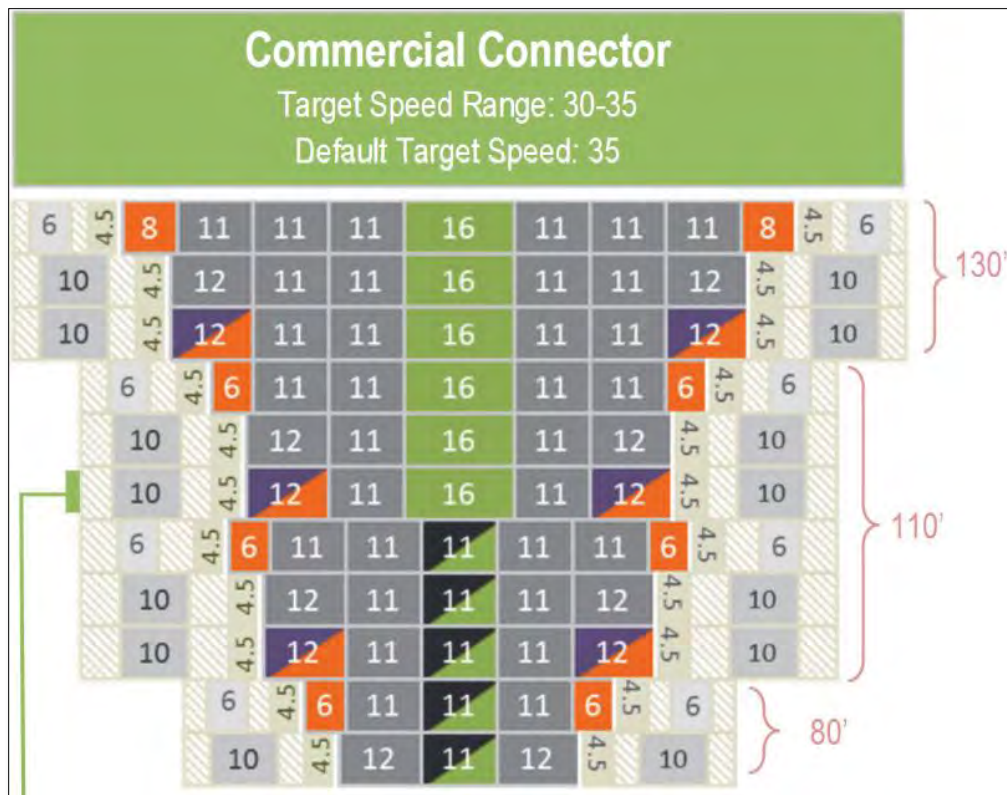 Commercial Connector
Target Speed Range: 30-35
Default Target Speed: 35
6 4.5 8 11 11 11 16 11 11 11 8 4.5 6
10 4.5 12 11 11 16 11 11 12 4.5 10
130'
10 4.5 12 11 11 16 11 11 12 4.5 10
6 4.5 6 11 11 16 11 11 6 4.5 6
10 4.5 12 11 16 11 12 4.5 10
10 4.5 12 11 16 11 12 4.5 10
6 4.5 6 11 11 11 11 11 6 4.5 6
110'
10 4.5 12 11 11 11 12 4.5 10
10 4.5 12 11 11 11 12 4.5 10
6 4.5 6 11 11 11 6 4.5 6
80'
10 4.5 12 11 12 4.5 10